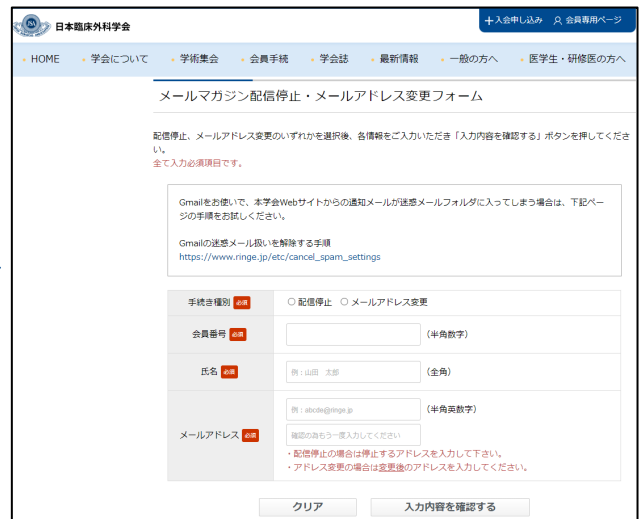 日本臨床外科学会
+入会申し込み 会員専用ページ
HOME 学会について 学術集会 会員手続 学会誌 最新情報 一般の方へ 医学生・研修医の方へ
メールマガジン配信停止・メールアドレス変更フォーム
配信停止、メールアドレス変更のいずれかを選択後、各情報をご入力いただき「入力内容を確認する」ボタンを押してくださ
い。
全て入力必須項目です。
Gmailをお使いで、本学会Webサイトからの通知メールが迷惑メールフォルダに入ってしまう場合は、下記ペー
ジの手順をお試しください。
Gmailの迷惑メール扱いを解除する手順
https://www.ringe.jp/etc/cancel_spam_settings
手続き種別 必須 配信停止 メールアドレス変更
会員番号 必須 (半角数字)
氏名 必須 例:山田 太郎 (全角)
例:abcde@ringe.jp (半角英数字)
メールアドレス 必須 確認の為もう一度入力してください
・配信停止の場合は停止するアドレスを入力して下さい。
・アドレス変更の場合は変更後のアドレスを入力してください。
クリア 入力内容を確認する